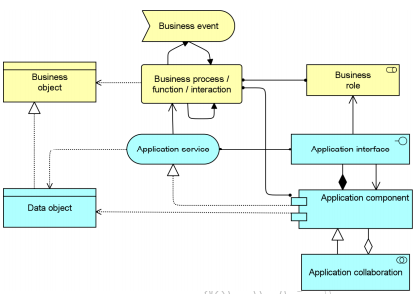 Business event
Business
object
Business process /
function / interaction
Business
role
Application service
Application interface
Data object
Application component
Application collaboration